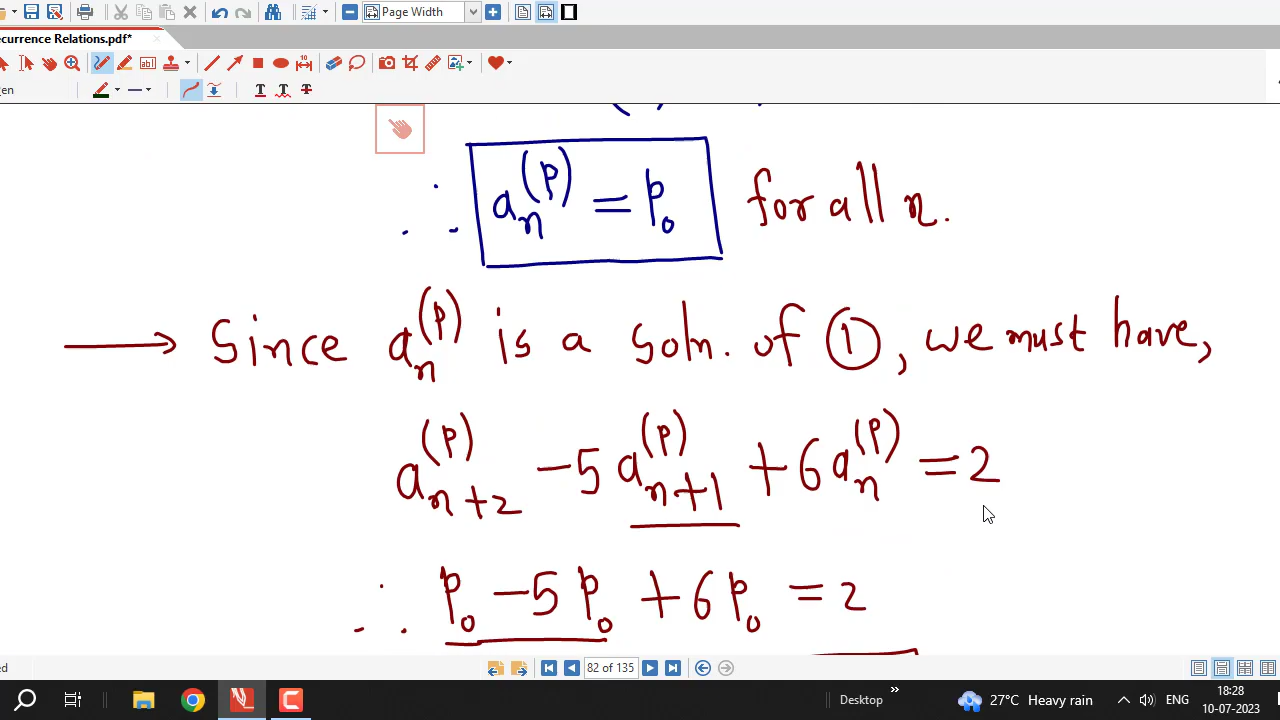 Page Width
currence Relations.pdf*
en
∴ a_n^(P) = P_0 for all n.
→ Since a_n^(P) is a soln. of ①, we must have,
a_{n+2}^(P) - 5 a_{n+1}^(P) + 6 a_n^(P) = 2
∴ P_0 - 5 P_0 + 6 P_0 = 2
ed
82 of 135
Desktop
27°C Heavy rain
ENG
18:28
10-07-2023